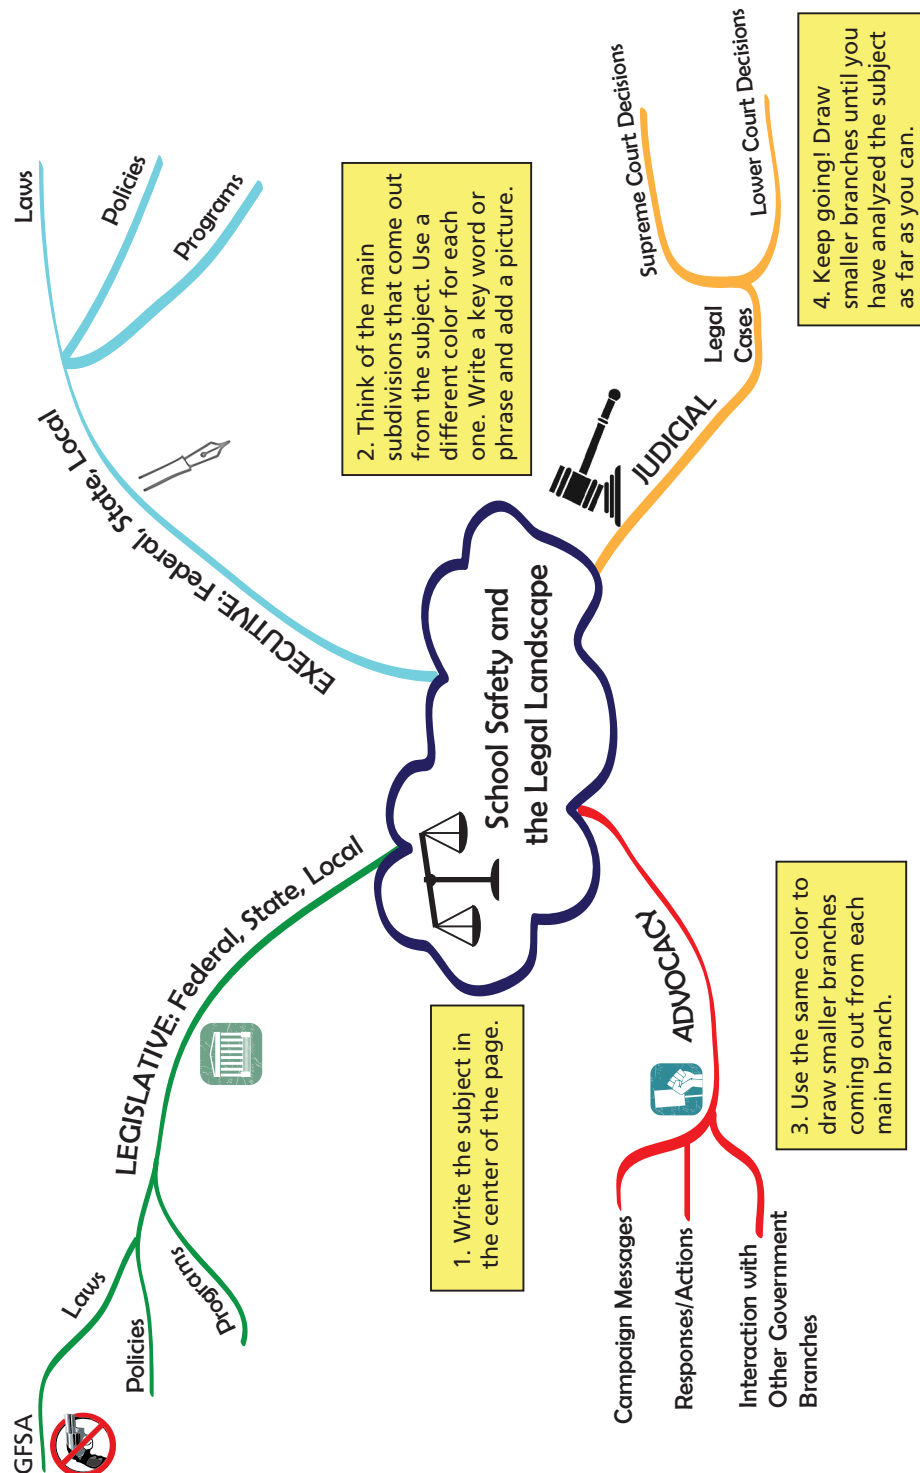 GFSA
Laws
Policies
Programs
LEGISLATIVE: Federal, State, Local
EXECUTIVE: Federal, State, Local
Laws
Policies
Programs
1. Write the subject in
the center of the page.
2. Think of the main
subdivisions that come out
from the subject. Use a
different color for each
one. Write a key word or
phrase and add a picture.
School Safety and
the Legal Landscape
ADVOCACY
Campaign Messages
Responses/Actions
Interaction with
Other Government
Branches
JUDICIAL
Legal
Cases
Supreme Court Decisions
Lower Court Decisions
3. Use the same color to
draw smaller branches
coming out from each
main branch.
4. Keep going! Draw
smaller branches until you
have analyzed the subject
as far as you can.